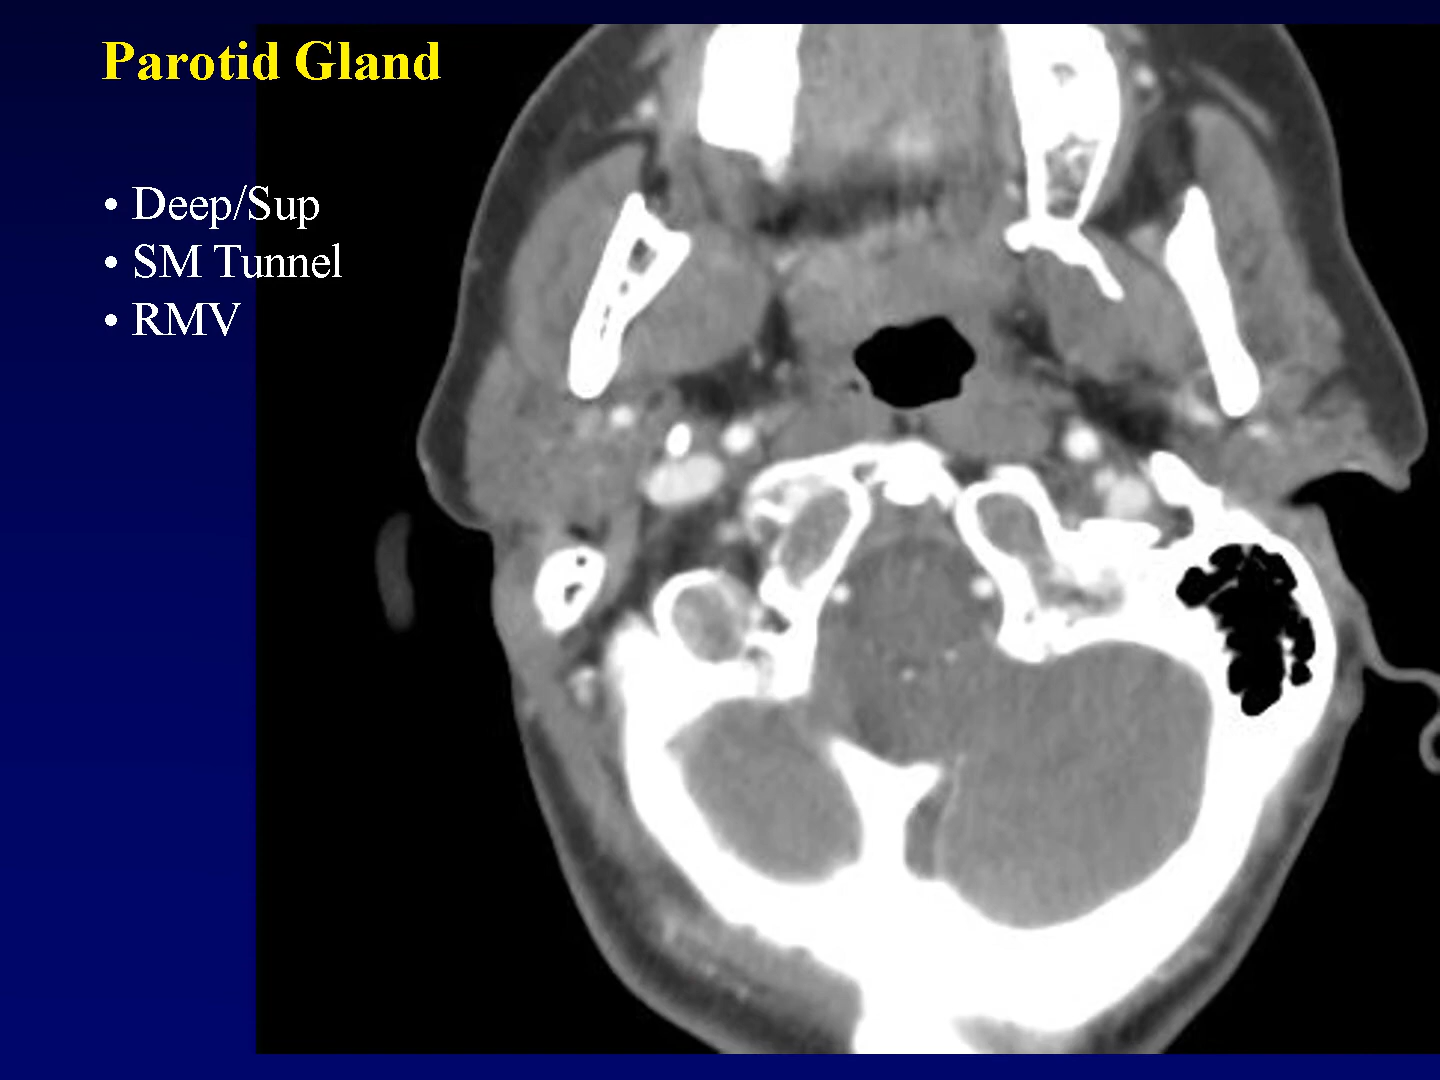 Parotid Gland
• Deep/Sup
• SM Tunnel
• RMV